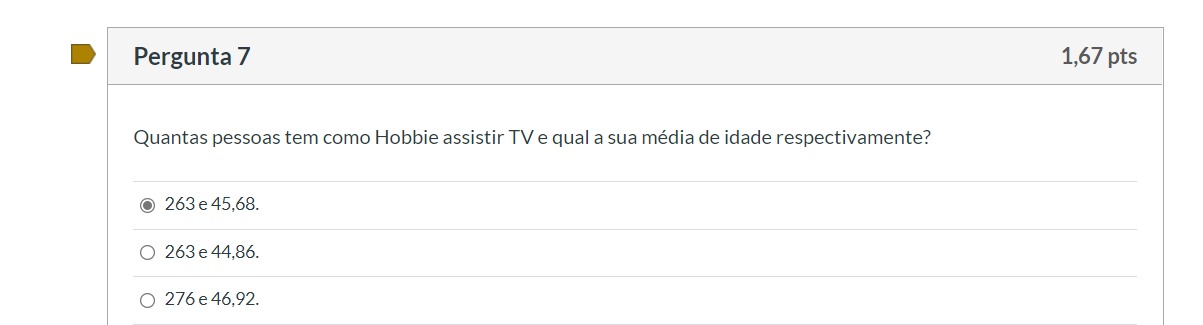 Pergunta 7
1,67 pts
Quantas pessoas tem como Hobbie assistir TV e qual a sua média de idade respectivamente?
263 e 45,68.
263 e 44,86.
276 e 46,92.